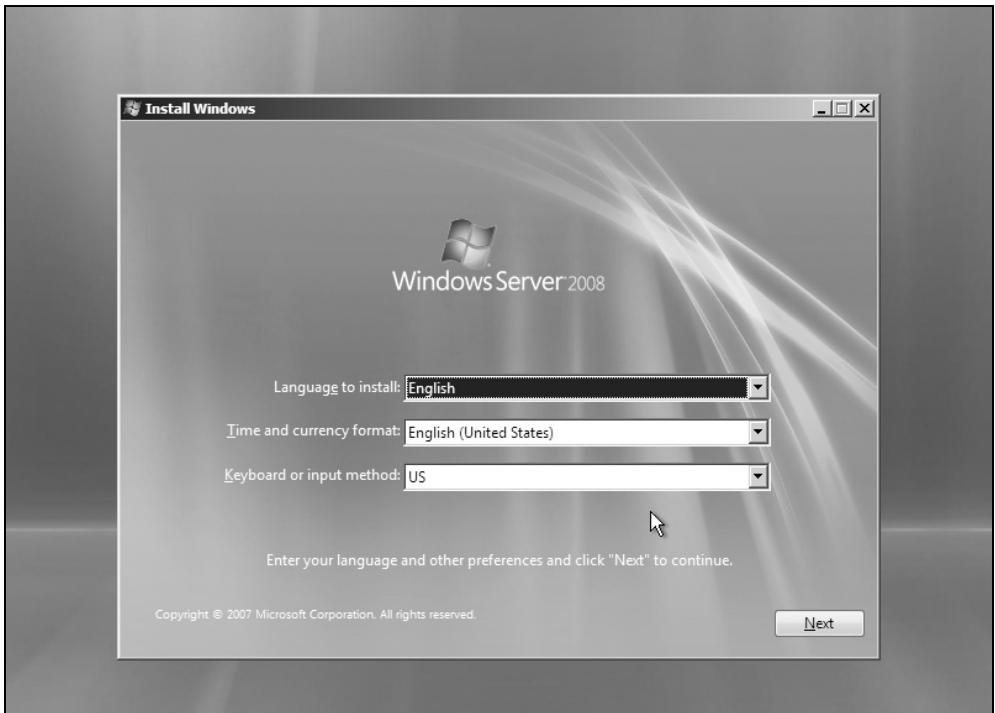 Install Windows
Windows Server 2008
Language to install: English
Time and currency format: English (United States)
Keyboard or input method: US
Enter your language and other preferences and click "Next" to continue.
Copyright © 2007 Microsoft Corporation. All rights reserved.
Next